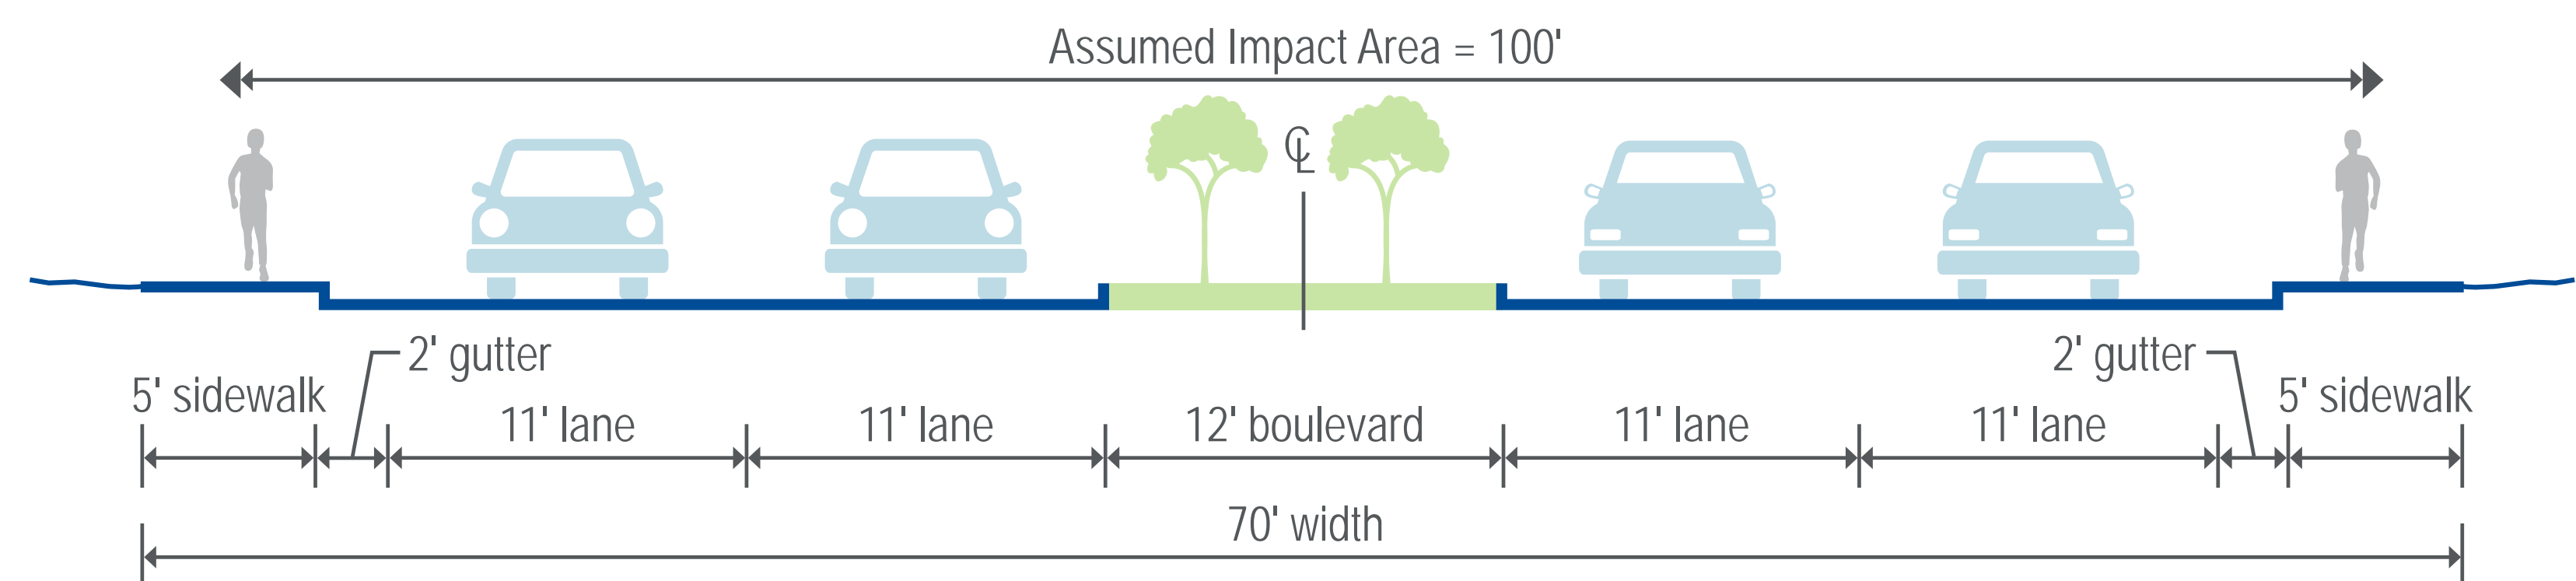 Assumed Impact Area = 100'
℄
2' gutter
2' gutter
5' sidewalk
5' sidewalk
11' lane
11' lane
12' boulevard
11' lane
11' lane
70' width